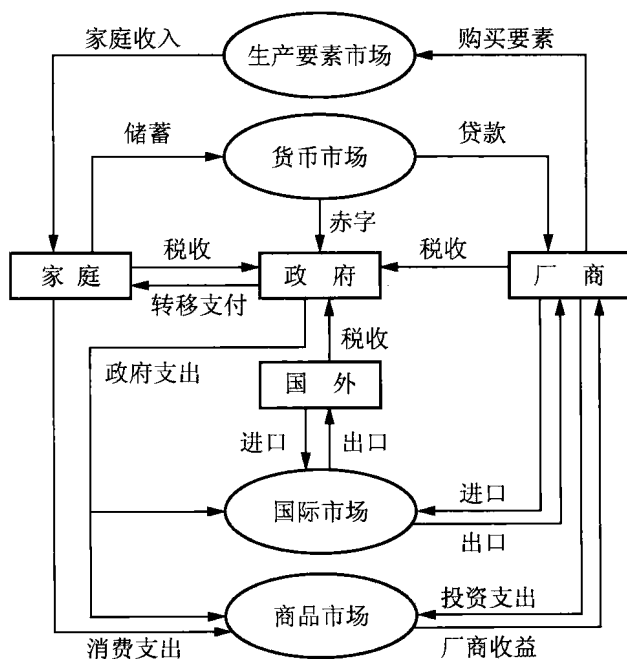 家庭收入
生产要素市场
购买要素
储蓄
货币市场
贷款
赤字
家庭
税收
政府
税收
厂商
转移支付
税收
政府支出
国外
进口
出口
国际市场
进口
出口
商品市场
投资支出
消费支出
厂商收益